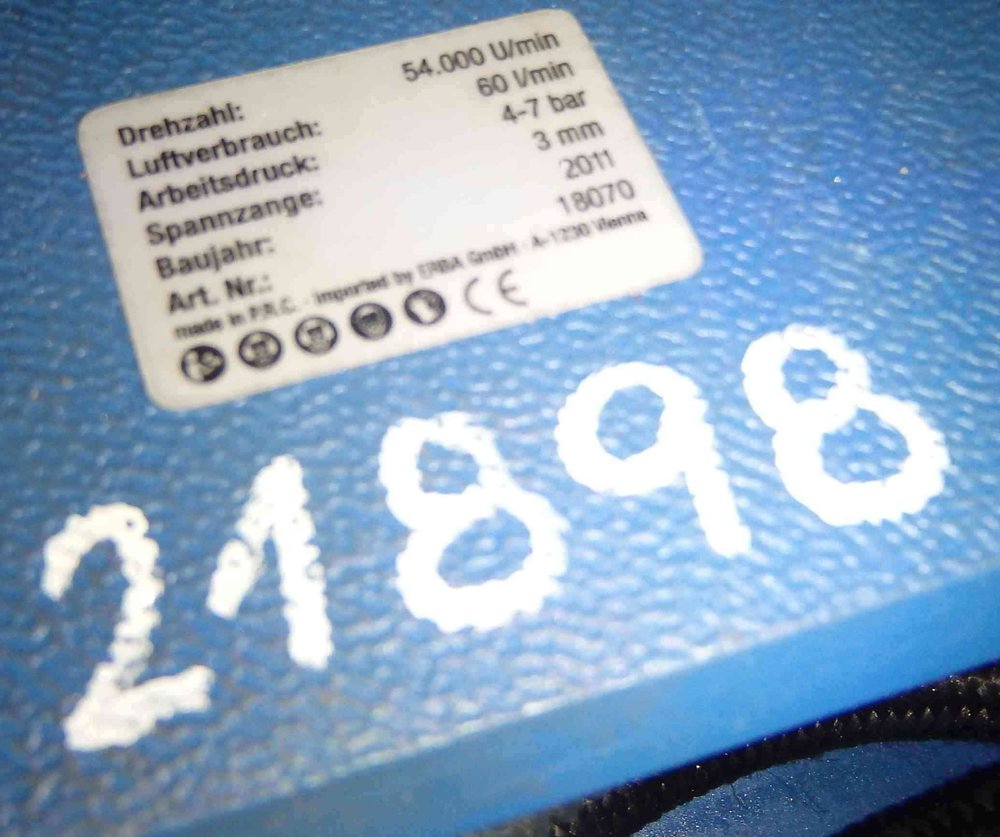 Drehzahl: 54.000 U/min
Luftverbrauch: 60 l/min
Arbeitsdruck: 4-7 bar
Spannzange: 3 mm
Baujahr: 2011
Art. Nr.: 18070
made in P.R.C. - imported by ERBA GmbH - A-1230 Vienna
CE
21898